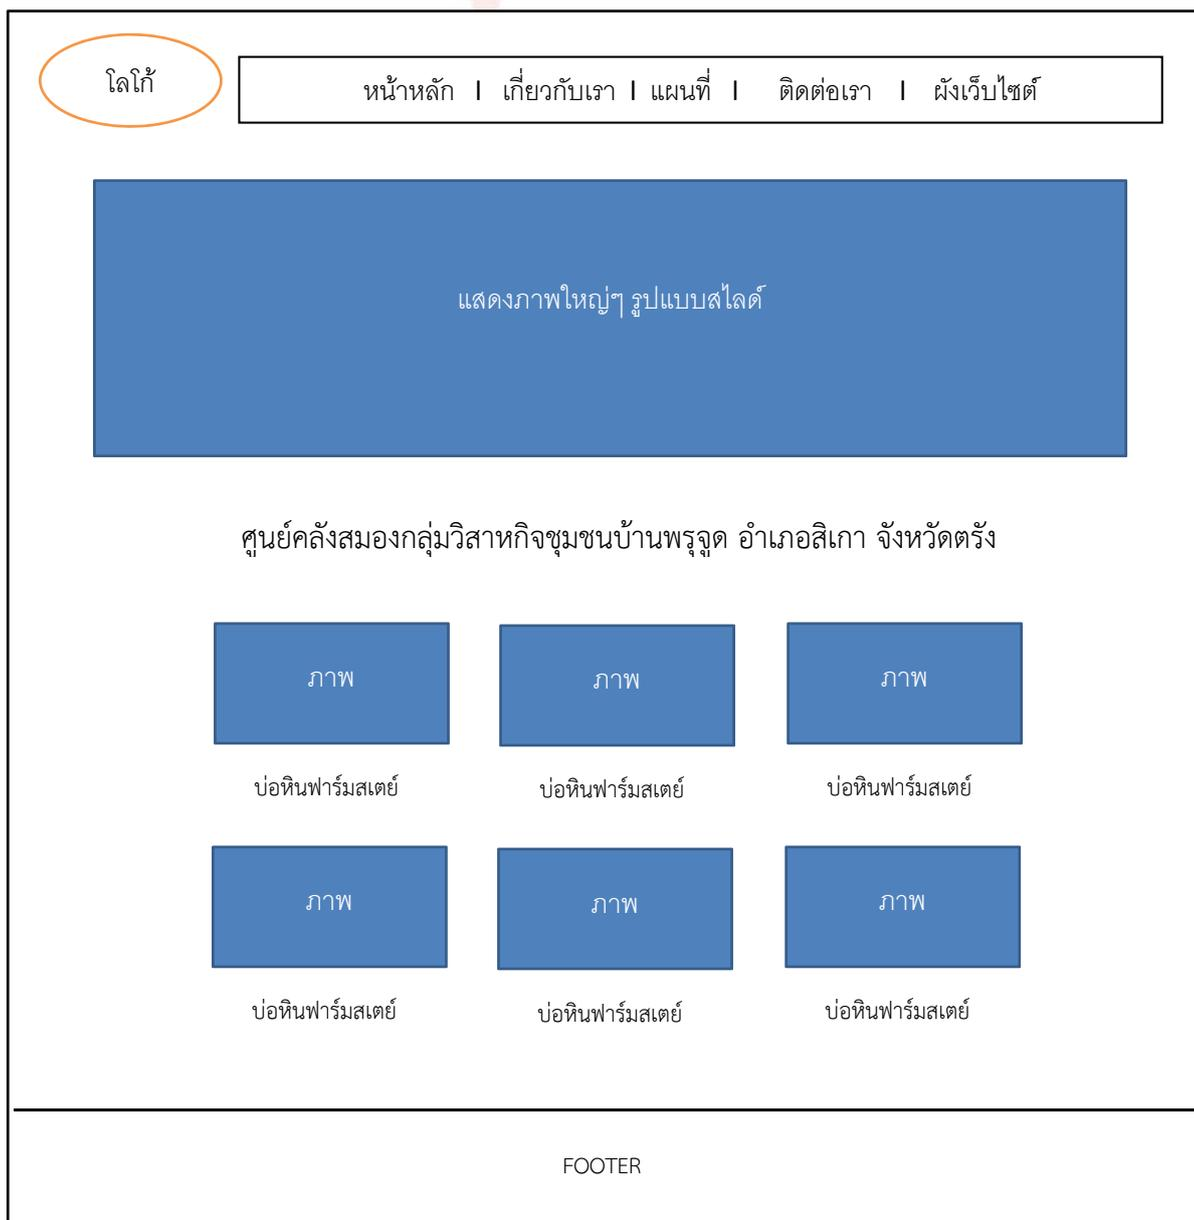 โลโก้
หน้าหลัก I เกี่ยวกับเรา I แผนที่ I ติดต่อเรา I ผังเว็บไซต์
แสดงภาพใหญ่ๆ รูปแบบสไลด์
ศูนย์คลังสมองกลุ่มวิสาหกิจชุมชนบ้านพรุจูด อำเภอสิเกา จังหวัดตรัง
ภาพ ภาพ ภาพ
บ่อหินฟาร์มสเตย์ บ่อหินฟาร์มสเตย์ บ่อหินฟาร์มสเตย์
ภาพ ภาพ ภาพ
บ่อหินฟาร์มสเตย์ บ่อหินฟาร์มสเตย์ บ่อหินฟาร์มสเตย์
FOOTER